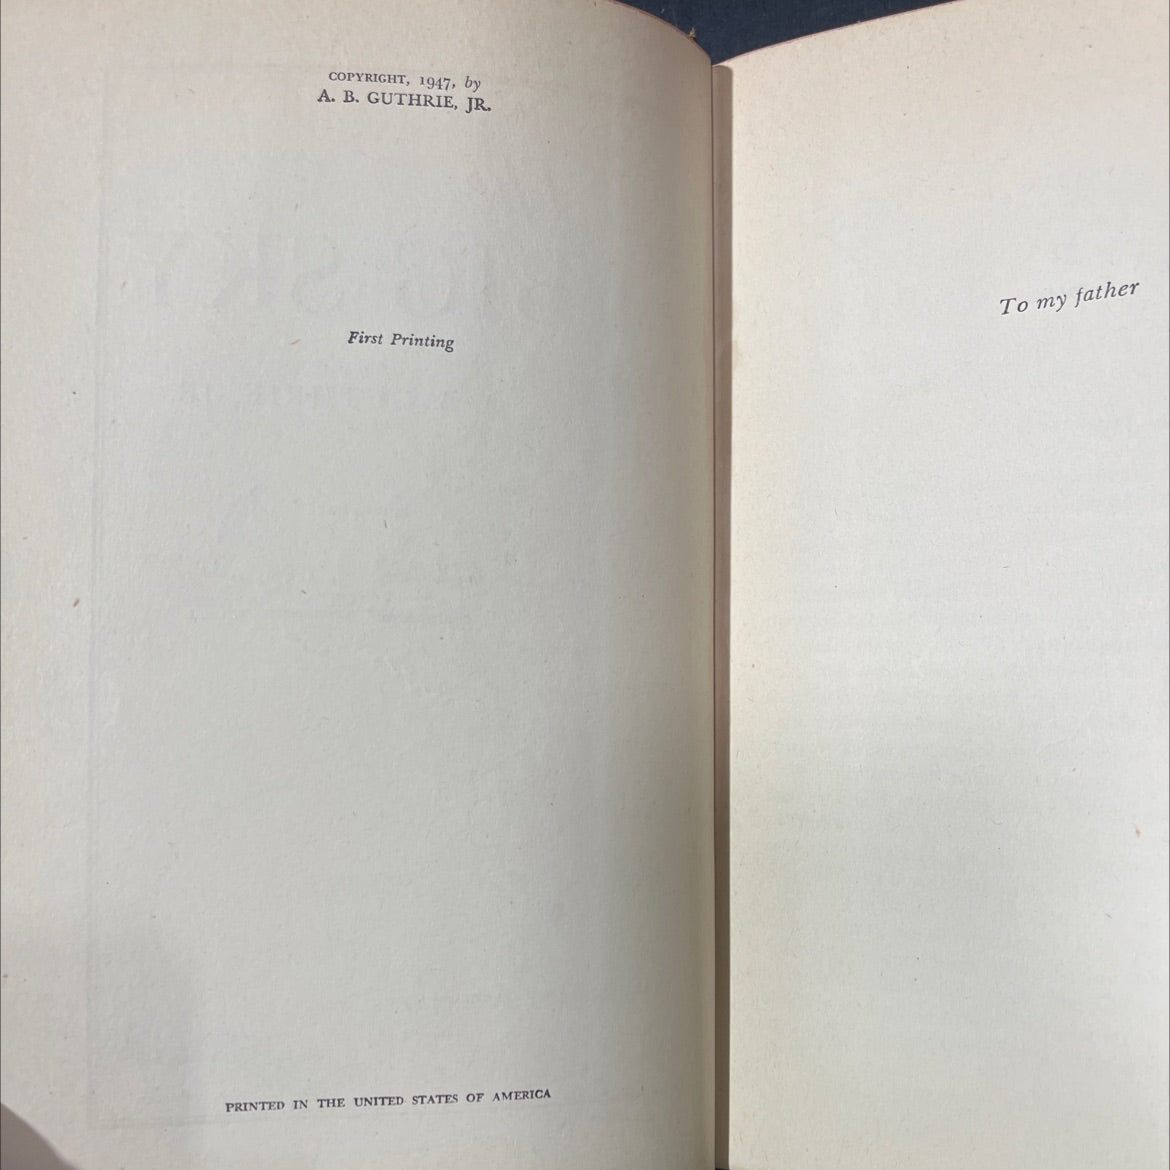 COPYRIGHT, 1947, by
A. B. GUTHRIE, JR.
First Printing
PRINTED IN THE UNITED STATES OF AMERICA
To my father